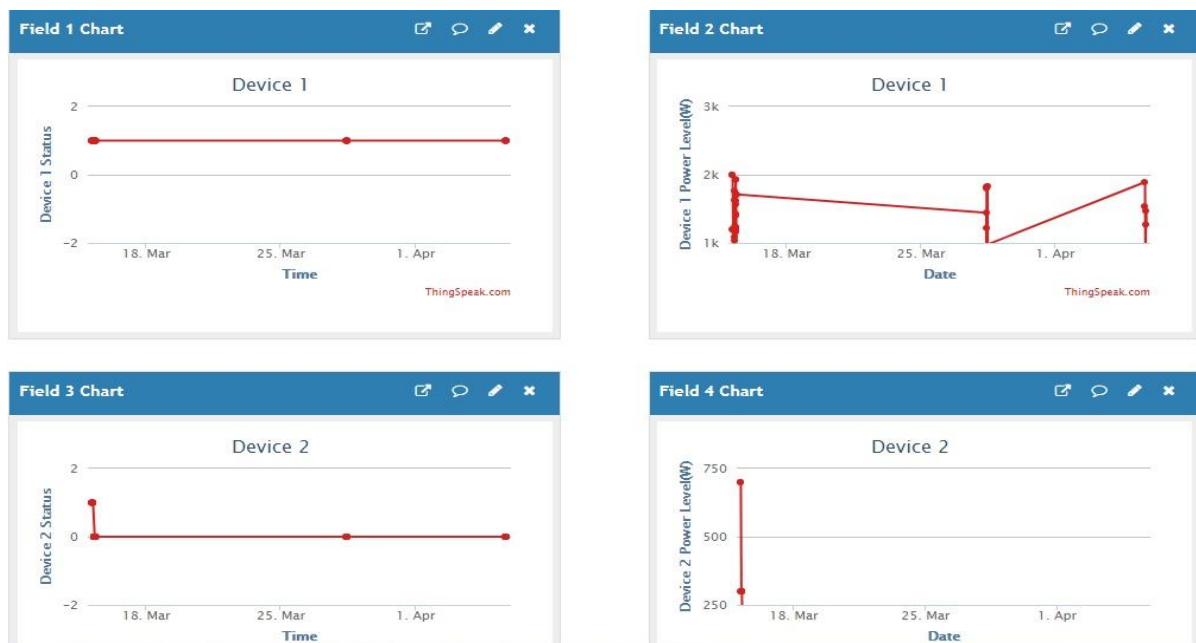 Field 1 Chart
Device 1
Device 1 Status
2
0
-2
18. Mar
25. Mar
1. Apr
Time
ThingSpeak.com
Field 2 Chart
Device 1
Device 1 Power Level(W)
3k
2k
1k
18. Mar
25. Mar
1. Apr
Date
ThingSpeak.com
Field 3 Chart
Device 2
Device 2 Status
2
0
-2
18. Mar
25. Mar
1. Apr
Time
Field 4 Chart
Device 2
Device 2 Power Level(W)
750
500
250
18. Mar
25. Mar
1. Apr
Date